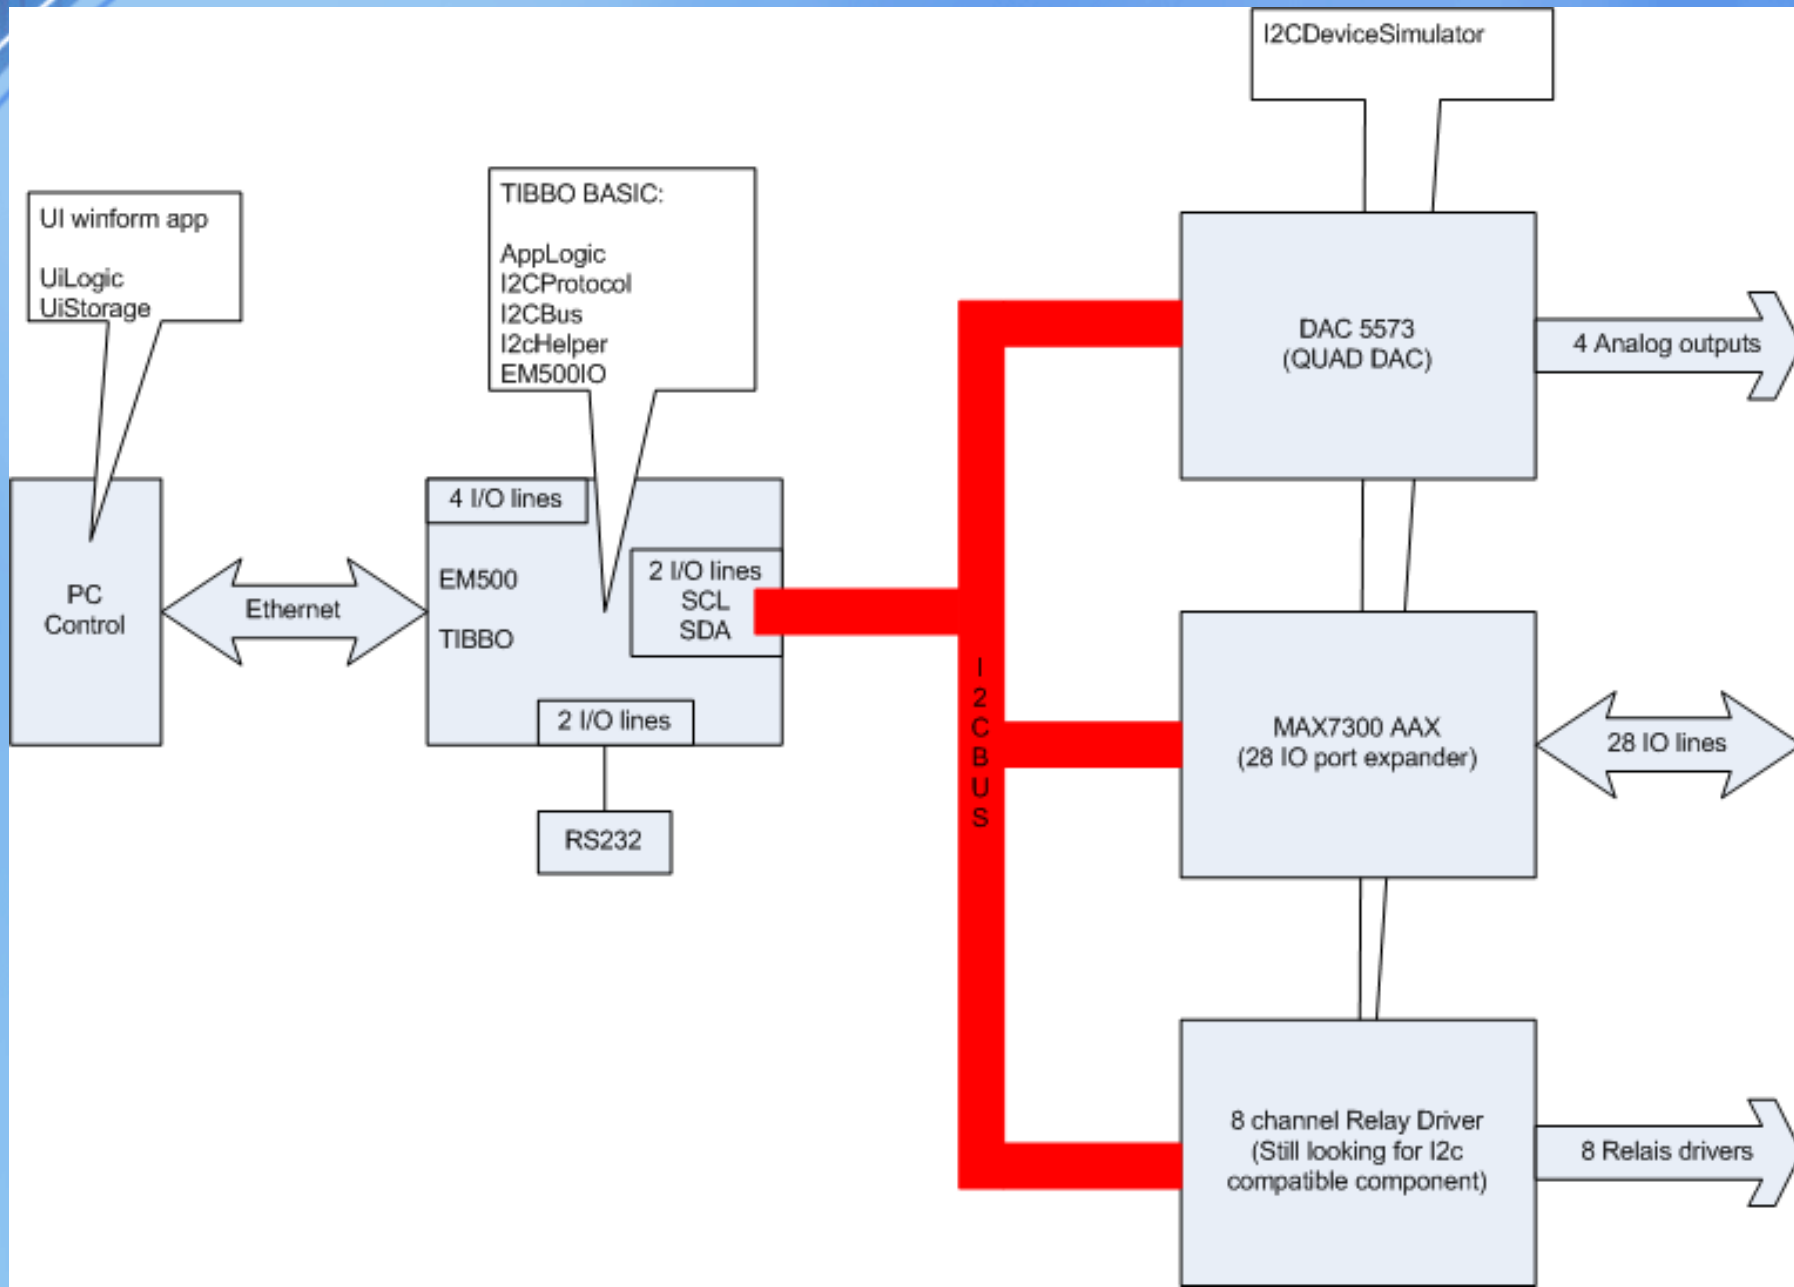 I2CDeviceSimulator
UI winform app
UiLogic
UiStorage
TIBBO BASIC:
AppLogic
I2CProtocol
I2CBus
I2cHelper
EM500IO
DAC 5573
(QUAD DAC)
4 Analog outputs
4 I/O lines
EM500
TIBBO
2 I/O lines
SCL
SDA
2 I/O lines
PC
Control
Ethernet
RS232
I
2
C
B
U
S
MAX7300 AAX
(28 IO port expander)
28 IO lines
8 channel Relay Driver
(Still looking for I2c
compatible component)
8 Relais drivers